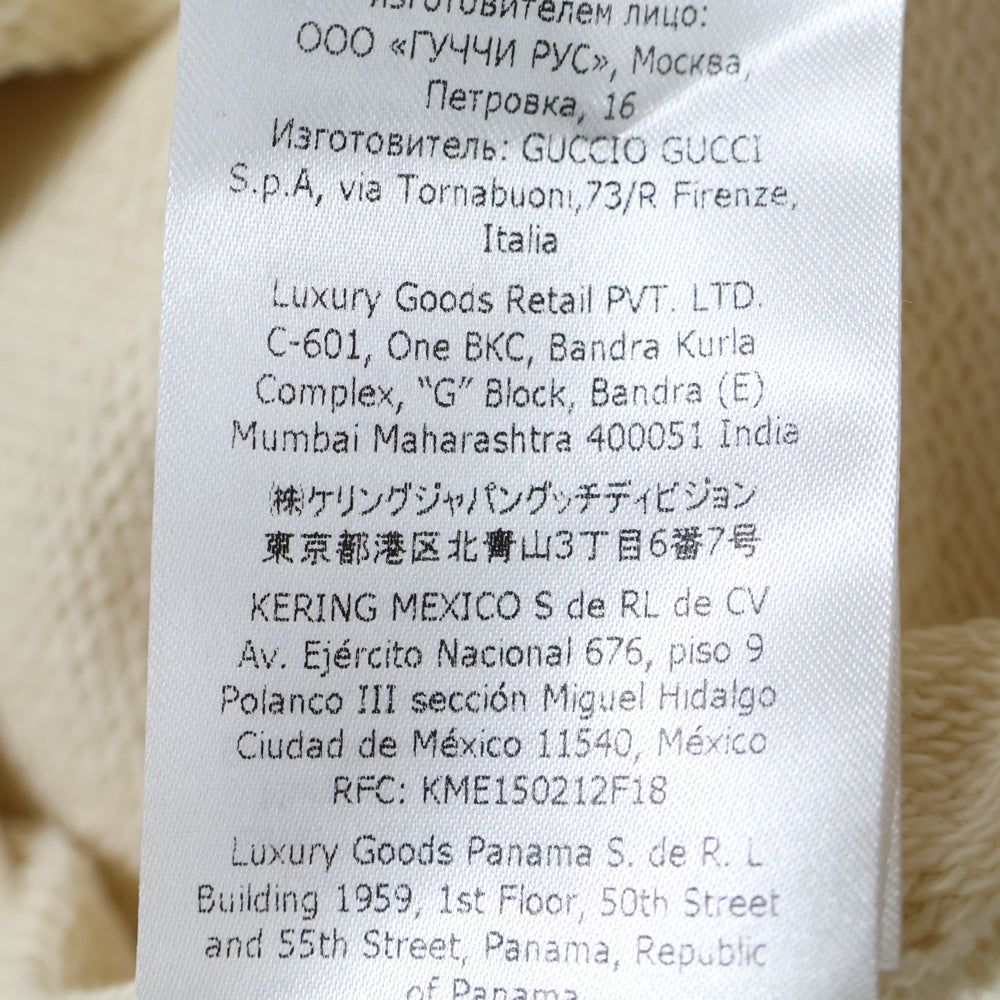 изготовителем лицо:
ООО «ГУЧЧИ РУС», Москва,
Петровка, 16
Изготовитель: GUCCIO GUCCI
S.p.A, via Tornabuoni,73/R Firenze,
Italia
Luxury Goods Retail PVT. LTD.
C-601, One BKC, Bandra Kurla
Complex, “G” Block, Bandra (E)
Mumbai Maharashtra 400051 India
㈱ケリングジャパングッチディビジョン
東京都港区北青山3丁目6番7号
KERING MEXICO S de RL de CV
Av. Ejército Nacional 676, piso 9
Polanco III sección Miguel Hidalgo
Ciudad de México 11540, México
RFC: KME150212F18
Luxury Goods Panama S. de R. L
Building 1959, 1st Floor, 50th Street
and 55th Street, Panama, Republic
of Panama